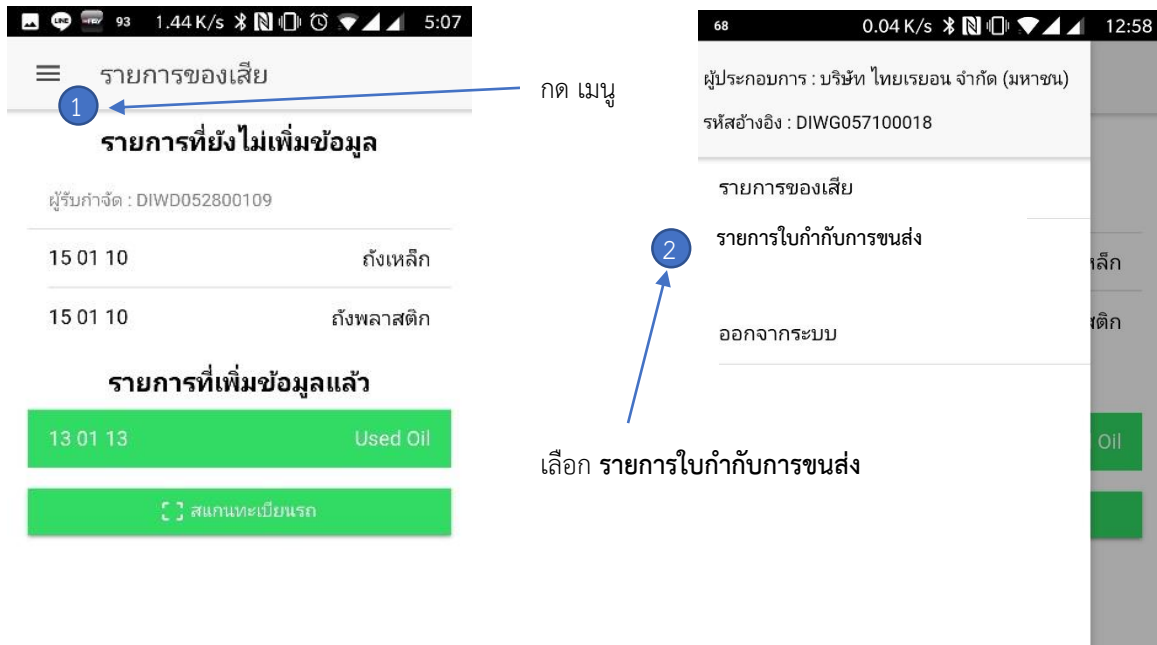 93 1.44 K/s 5:07
รายการของเสีย
1
รายการที่ยังไม่เพิ่มข้อมูล
ผู้รับกำจัด : DIWD052800109
15 01 10 ถังเหล็ก
15 01 10 ถังพลาสติก
รายการที่เพิ่มข้อมูลแล้ว
13 01 13 Used Oil
สแกนทะเบียนรถ
กด เมนู
เลือก รายการใบกำกับการขนส่ง
68 0.04 K/s 12:58
ผู้ประกอบการ : บริษัท ไทยเรยอน จำกัด (มหาชน)
รหัสอ้างอิง : DIWG057100018
รายการของเสีย
2
รายการใบกำกับการขนส่ง
ออกจากระบบ
Oil